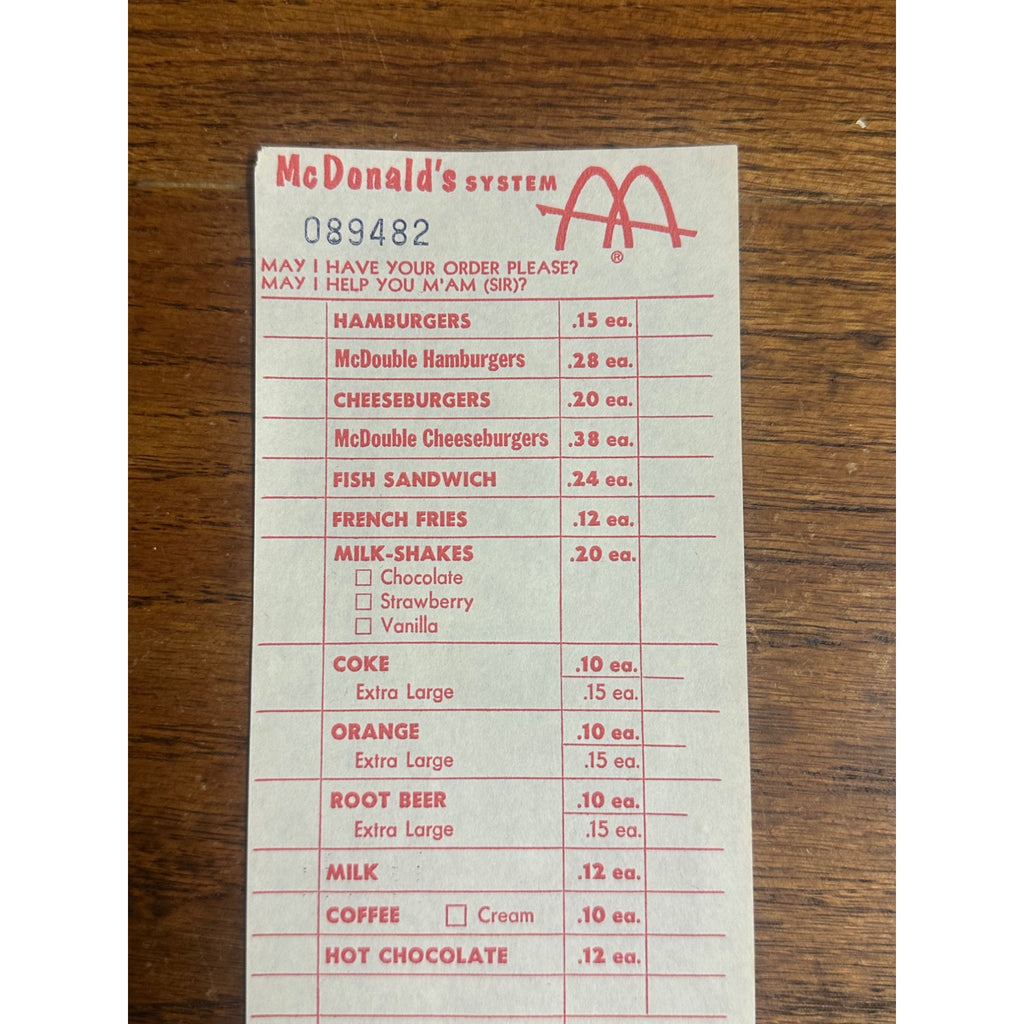 McDonald's SYSTEM
®
089482
MAY I HAVE YOUR ORDER PLEASE?
MAY I HELP YOU M'AM (SIR)?
HAMBURGERS .15 ea.
McDouble Hamburgers .28 ea.
CHEESEBURGERS .20 ea.
McDouble Cheeseburgers .38 ea.
FISH SANDWICH .24 ea.
FRENCH FRIES .12 ea.
MILK-SHAKES .20 ea.
Chocolate
Strawberry
Vanilla
COKE .10 ea.
Extra Large .15 ea.
ORANGE .10 ea.
Extra Large .15 ea.
ROOT BEER .10 ea.
Extra Large .15 ea.
MILK .12 ea.
COFFEE Cream .10 ea.
HOT CHOCOLATE .12 ea.